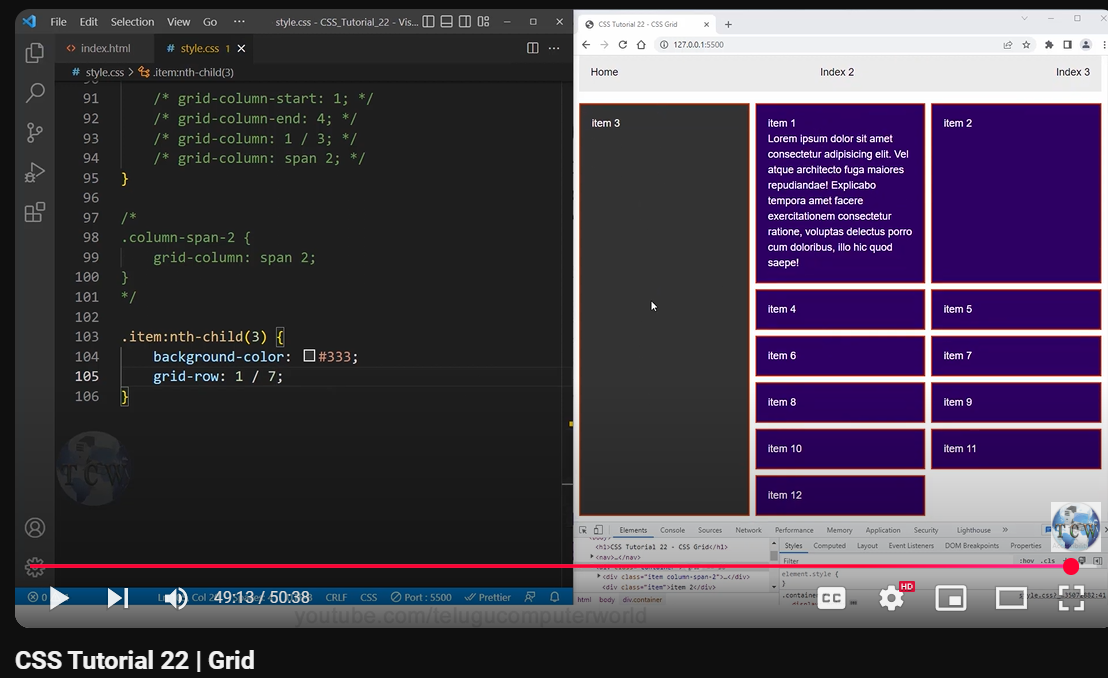 File Edit Selection View Go ··· style.css - CSS_Tutorial_22 - Vis...
index.html style.css 1
style.css > .item:nth-child(3)
91 /* grid-column-start: 1; */
92 /* grid-column-end: 4; */
93 /* grid-column: 1 / 3; */
94 /* grid-column: span 2; */
95 }
96
97 /*
98 .column-span-2 {
99 grid-column: span 2;
100 }
101 */
102
103 .item:nth-child(3) {
104 background-color: #333;
105 grid-row: 1 / 7;
106 }
TCW
CSS Tutorial 22 - CSS Grid
127.0.0.1:5500
Home Index 2 Index 3
item 3
item 1
Lorem ipsum dolor sit amet
consectetur adipisicing elit. Vel
atque architecto fuga maiores
repudiandae! Explicabo
tempora amet facere
exercitationem consectetur
ratione, voluptas delectus porro
cum doloribus, illo hic quod
saepe!
item 2
item 4 item 5
item 6 item 7
item 8 item 9
item 10 item 11
item 12
TCW
Elements Console Sources Network Performance Memory Application Security Lighthouse »
<h1>CSS Tutorial 22 - CSS Grid</h1>
<nav>…</nav>
<div class="item column-span-2">…</div>
<div class="item">item 2</div>
html body div.container
Styles Computed Layout Event Listeners DOM Breakpoints Properties
Filter :hov .cls
element.style {
}
0 CRLF CSS Port : 5500 Prettier
49:13 / 50:38
CC HD
youtube.com/telugucomputerworld
CSS Tutorial 22 | Grid